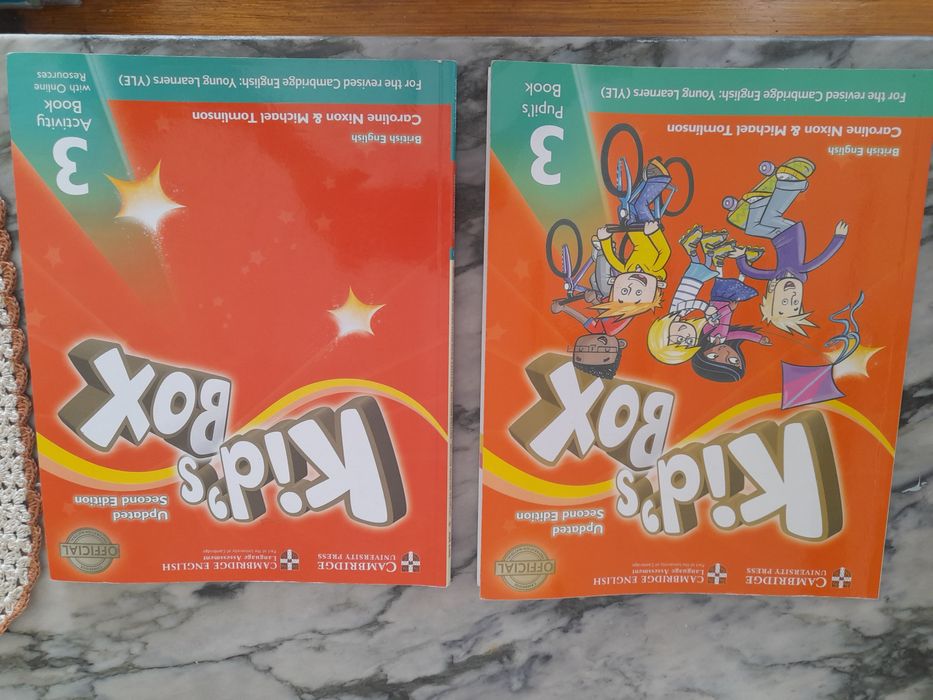 CAMBRIDGE
UNIVERSITY PRESS
CAMBRIDGE ENGLISH
Language Assessment
Part of the University of Cambridge
OFFICIAL
Updated
Second Edition
Kid's
BOX
British English
Caroline Nixon & Michael Tomlinson
3
Pupil's
Book
For the revised Cambridge English: Young Learners (YLE)
CAMBRIDGE
UNIVERSITY PRESS
CAMBRIDGE ENGLISH
Language Assessment
Part of the University of Cambridge
OFFICIAL
Updated
Second Edition
Kid's
BOX
British English
Caroline Nixon & Michael Tomlinson
3
Activity
Book
with Online
Resources
For the revised Cambridge English: Young Learners (YLE)